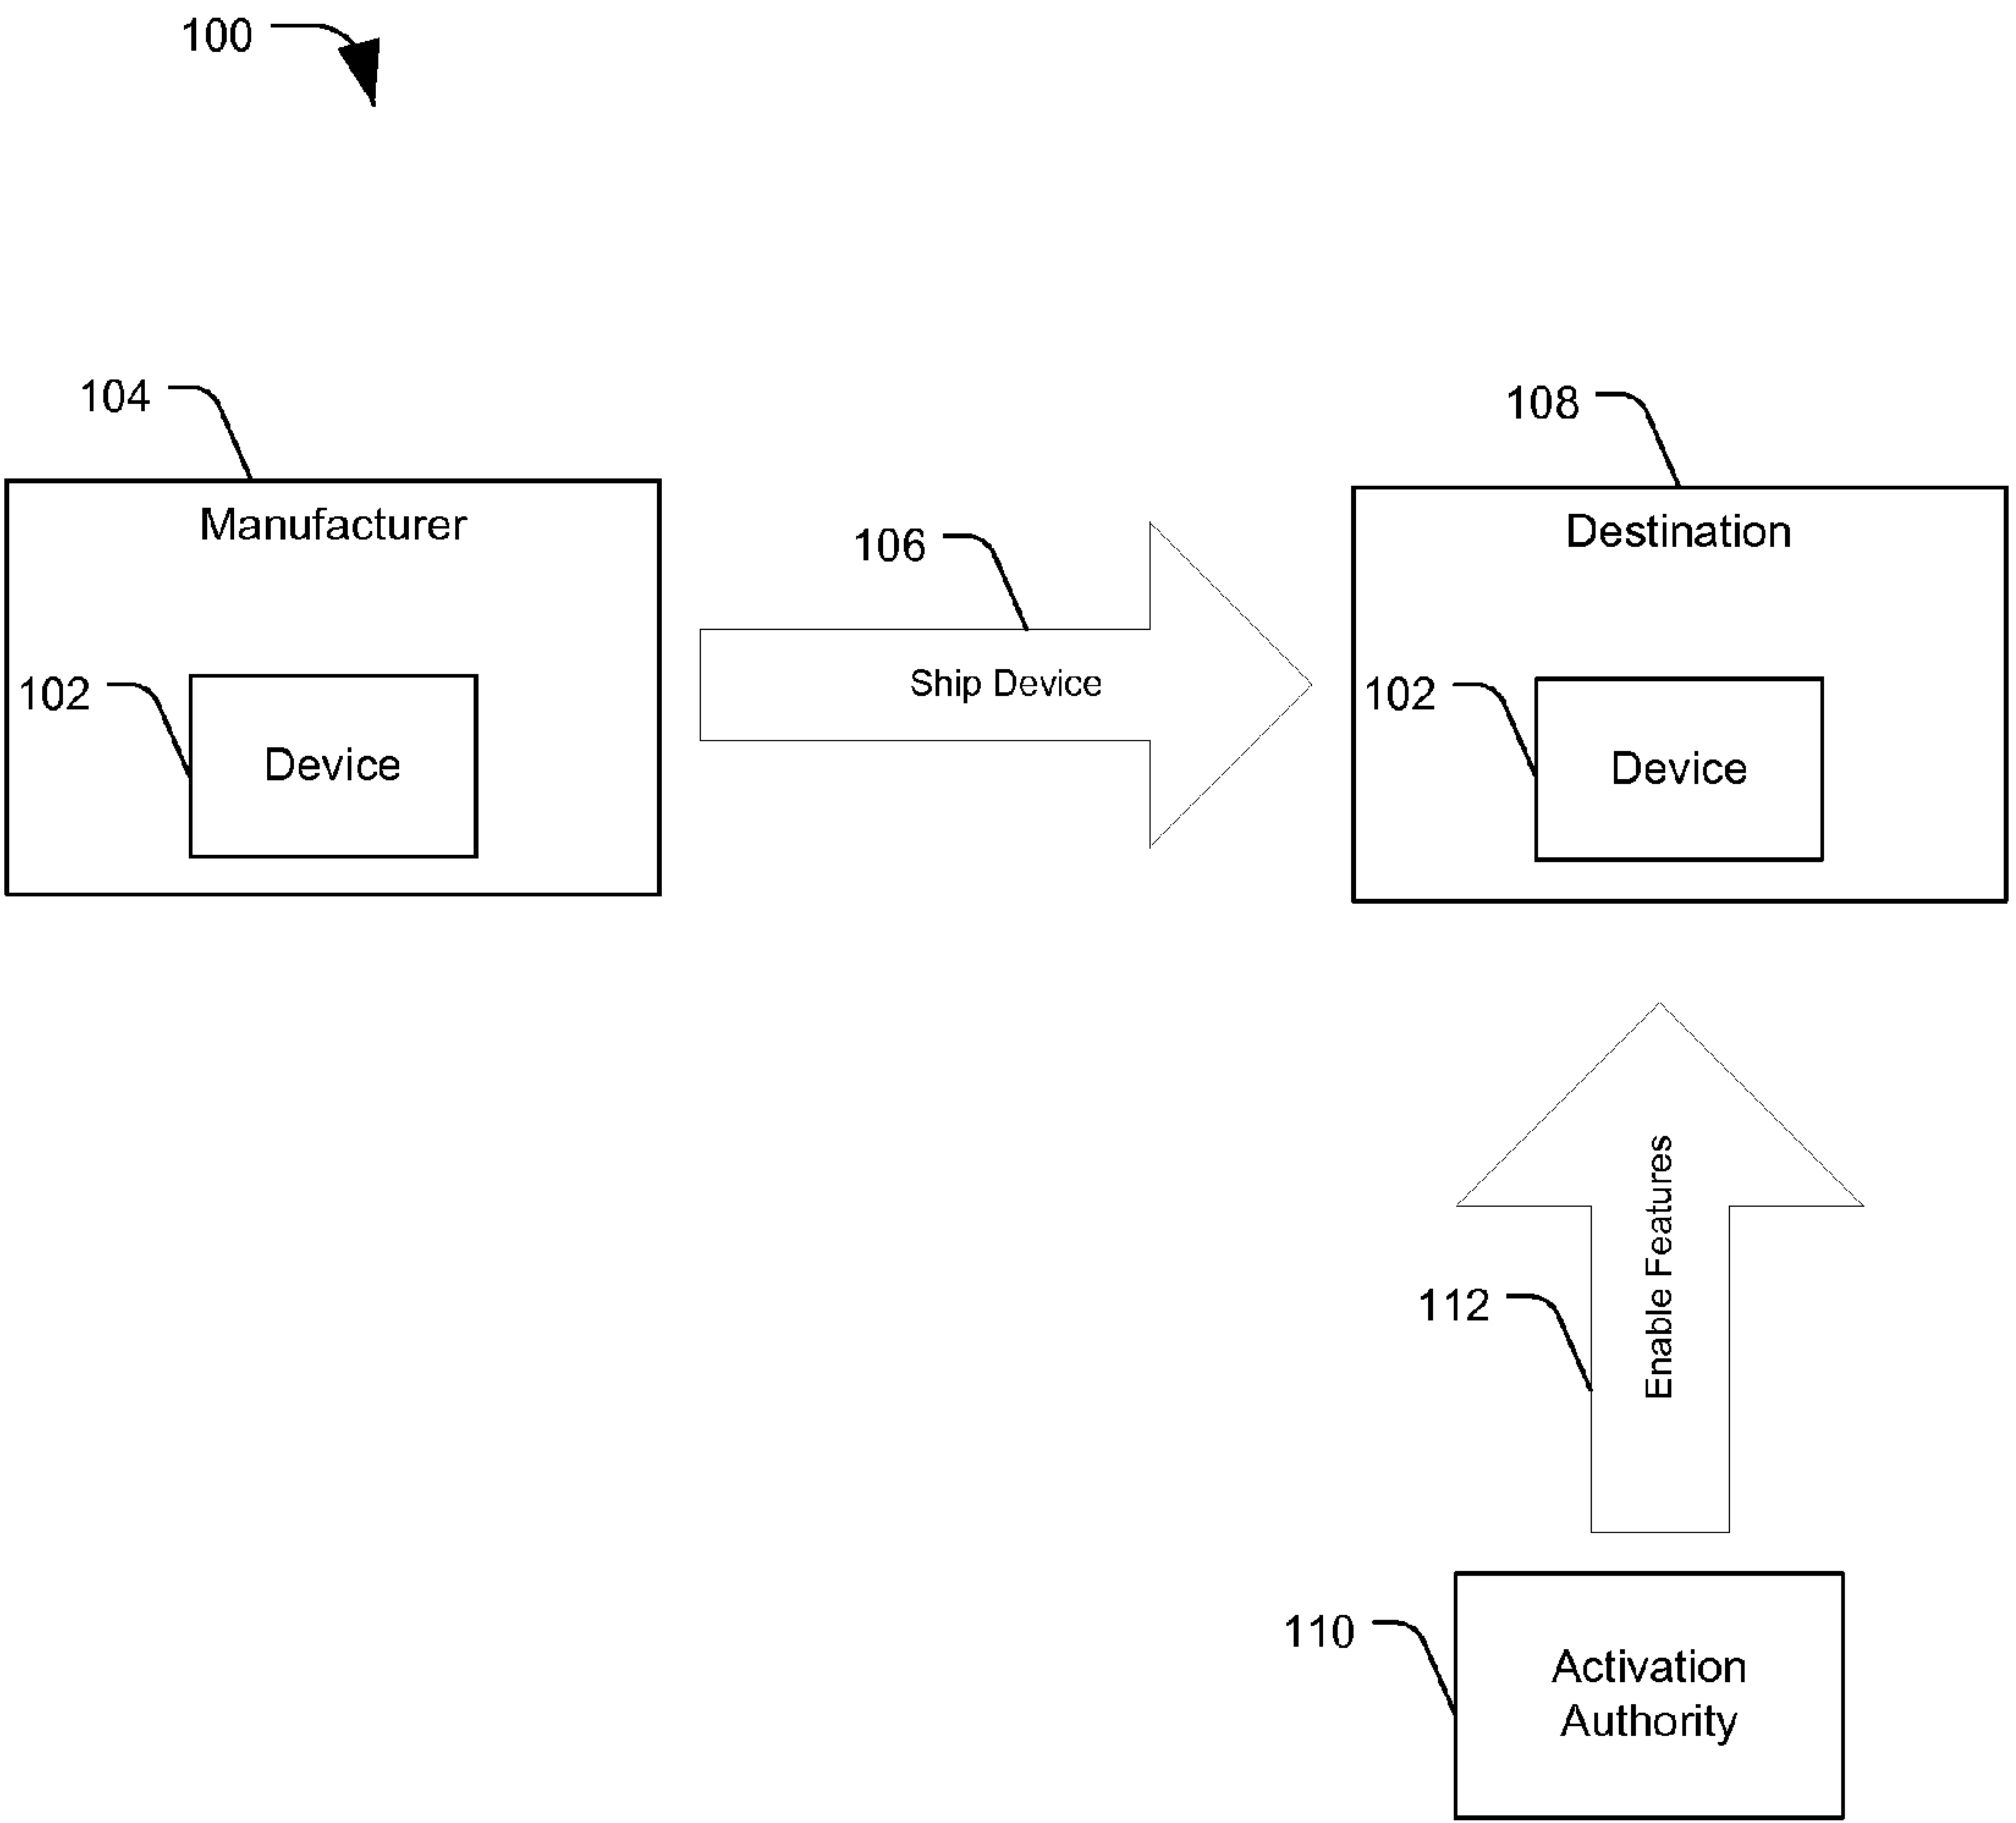 100
104
108
Manufacturer
Destination
106
102
Device
Ship Device
102
Device
Enable Features
112
110
Activation
Authority